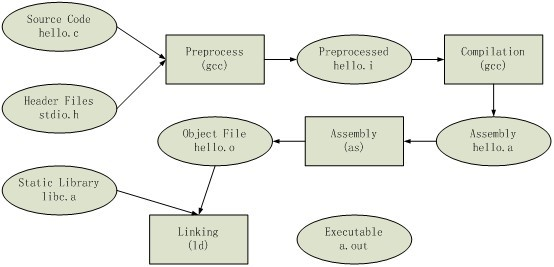 Source Code
hello.c
Preprocess
(gcc)
Preprocessed
hello.i
Compilation
(gcc)
Header Files
stdio.h
Object File
hello.o
Assembly
(as)
Assembly
hello.a
Static Library
libc.a
Linking
(ld)
Executable
a.out